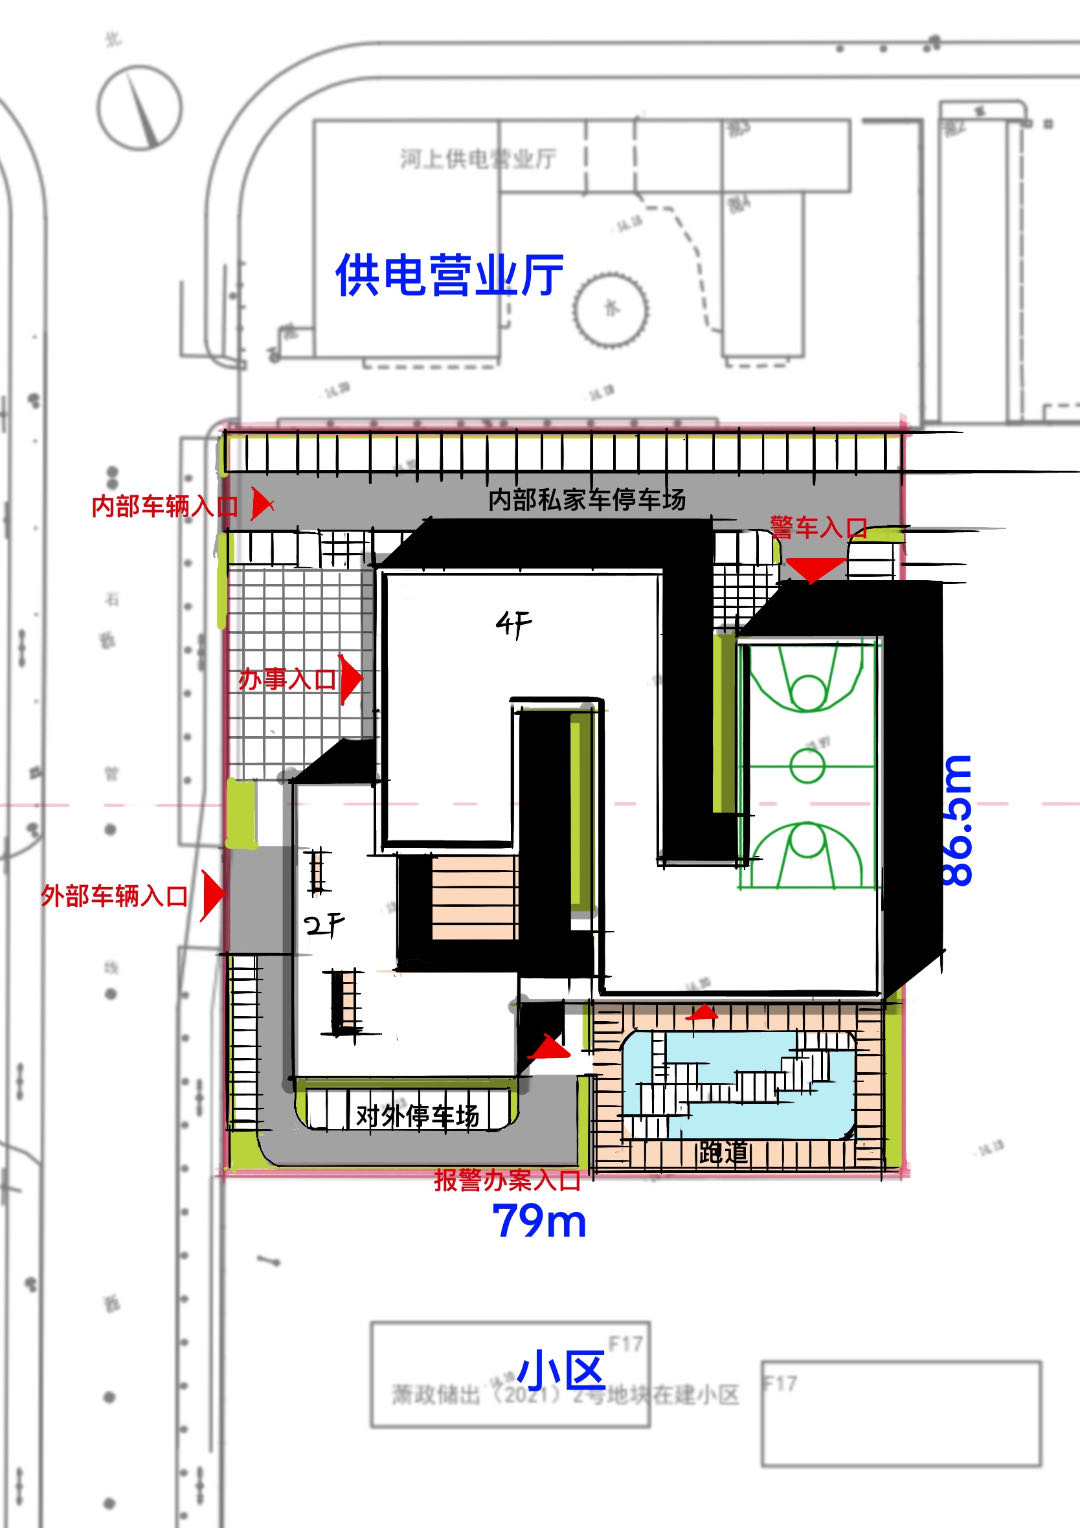 北
河上供电营业厅
供电营业厅
水
内部车辆入口
内部私家车停车场
警车入口
4F
石
办事入口
管
86.5m
外部车辆入口
2F
线
对外停车场
跑道
报警办案入口
79m
F17
小区
萧政储出（2021）2号地块在建小区
F17